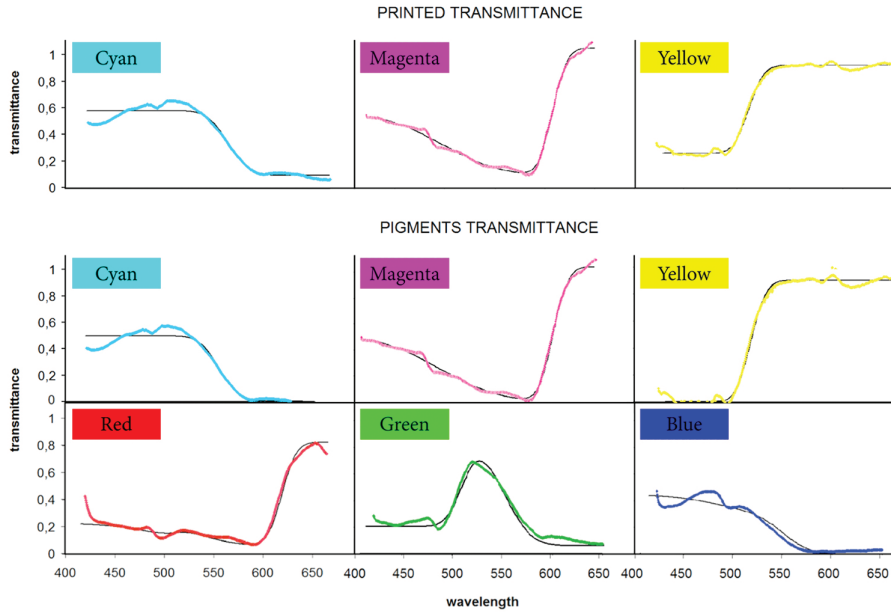 PRINTED TRANSMITTANCE
Cyan Magenta Yellow
transmittance
1
0,8
0,6
0,4
0,2
0
PIGMENTS TRANSMITTANCE
Cyan Magenta Yellow
transmittance
1
0,8
0,6
0,4
0,2
0
Red Green Blue
1
0,8
0,6
0,4
0,2
0
400 450 500 550 600 650 400 450 500 550 600 650 400 450 500 550 600 650
wavelength